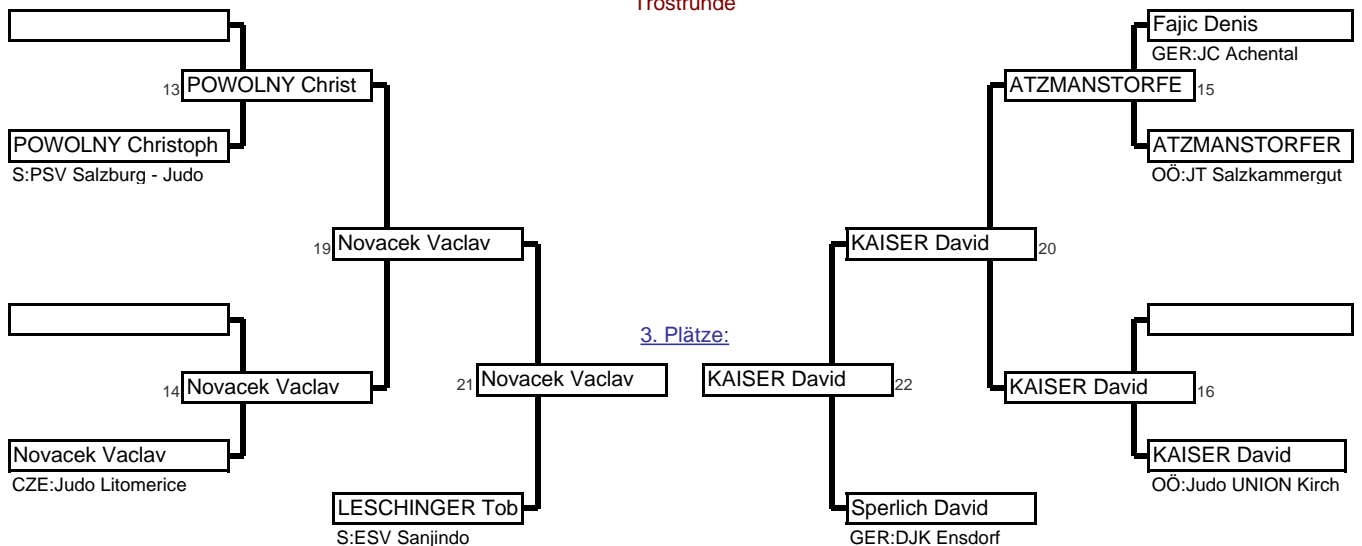 Trostrunde
Fajic Denis
GER:JC Achental
13 POWOLNY Christ
ATZMANSTORFE 15
POWOLNY Christoph
S:PSV Salzburg - Judo
ATZMANSTORFER
OÖ:JT Salzkammergut
19 Novacek Vaclav
KAISER David 20
3. Plätze:
14 Novacek Vaclav
21 Novacek Vaclav
KAISER David 22
KAISER David 16
Novacek Vaclav
CZE:Judo Litomerice
KAISER David
OÖ:Judo UNION Kirch
LESCHINGER Tob
S:ESV Sanjindo
Sperlich David
GER:DJK Ensdorf